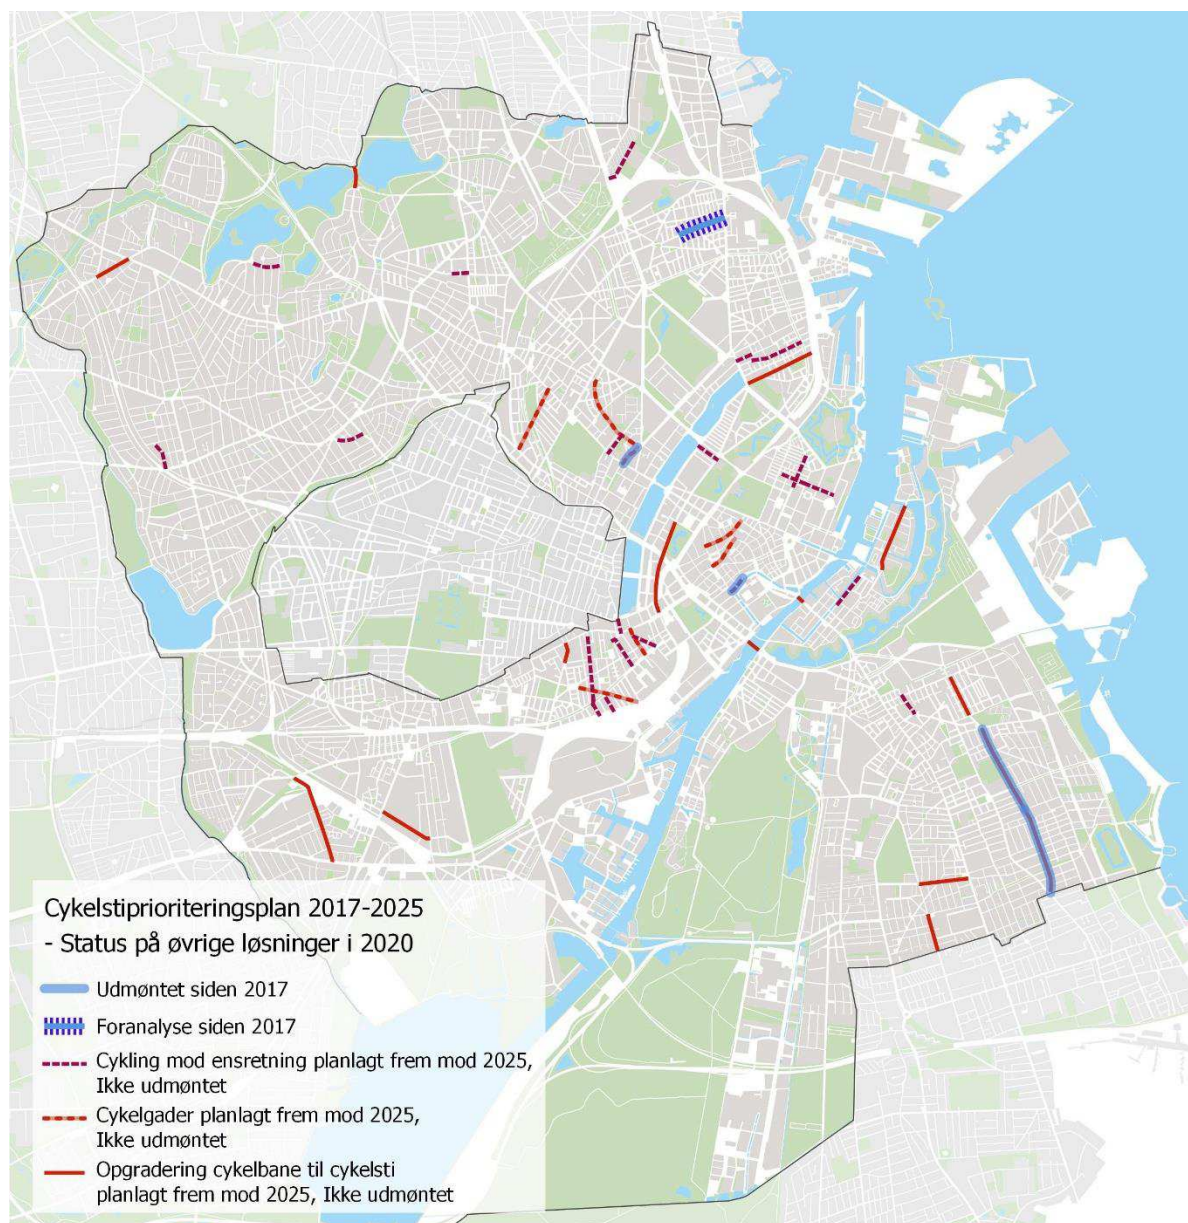 Cykelstiprioriteringsplan 2017-2025
- Status på øvrige løsninger i 2020
Udmøntet siden 2017
Foranalyse siden 2017
Cykling mod ensretning planlagt frem mod 2025,
Ikke udmøntet
Cykelgader planlagt frem mod 2025,
Ikke udmøntet
Opgradering cykelbane til cykelsti
planlagt frem mod 2025, Ikke udmøntet